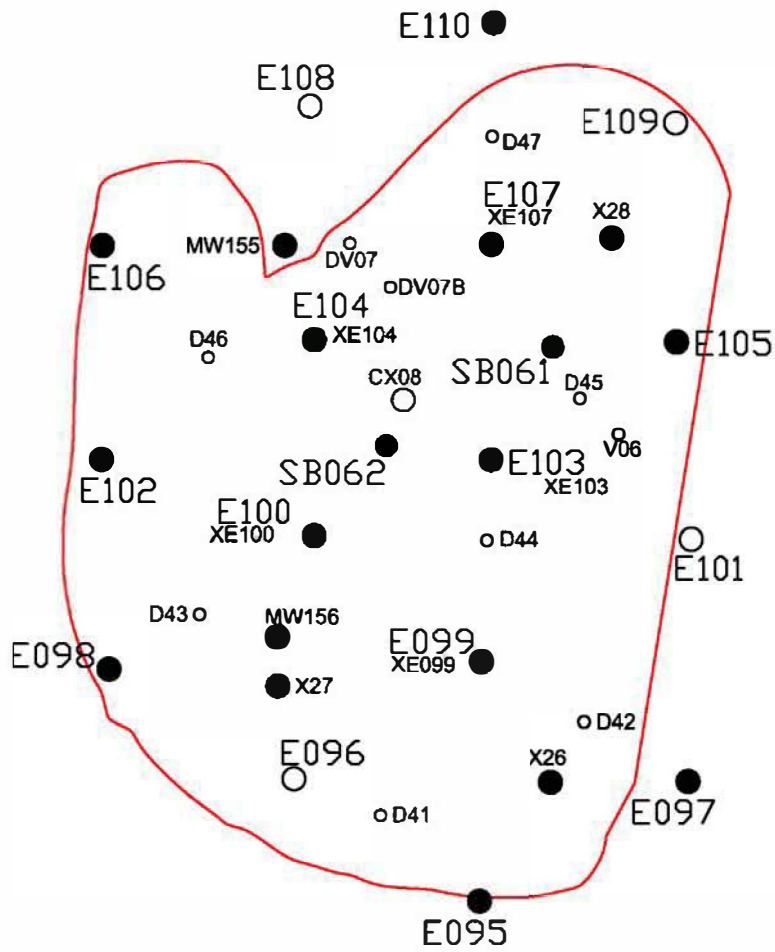 E110
E108
E109
D47
E107
XE107
X28
MW155
DV07
E106
DV07B
E104
XE104
D46
E105
SB061
CX08
D45
V06
E103
XE103
SB062
E102
E100
XE100
D44
E101
D43
MW156
E099
XE099
E098
X27
D42
E096
X26
E097
D41
E095